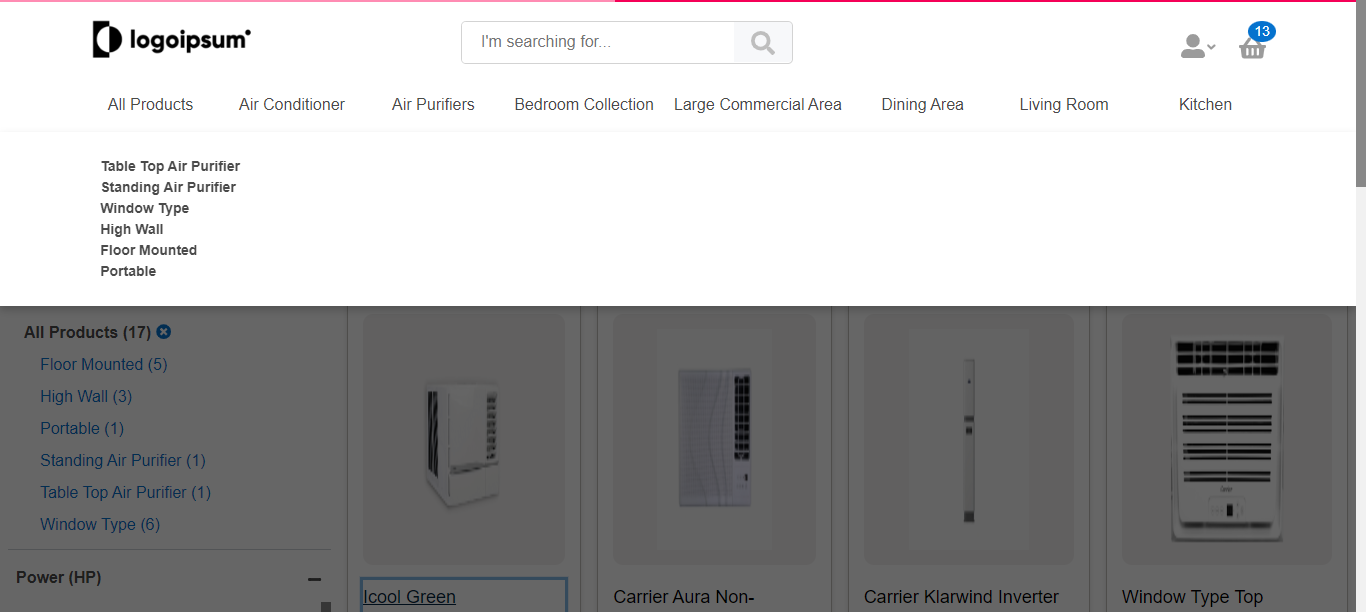 logoipsum
I'm searching for...
13
All Products Air Conditioner Air Purifiers Bedroom Collection Large Commercial Area Dining Area Living Room Kitchen
Table Top Air Purifier
Standing Air Purifier
Window Type
High Wall
Floor Mounted
Portable
All Products (17)
Floor Mounted (5)
High Wall (3)
Portable (1)
Standing Air Purifier (1)
Table Top Air Purifier (1)
Window Type (6)
Power (HP)
Icool Green
Carrier Aura Non-
Carrier Klarwind Inverter
Window Type Top